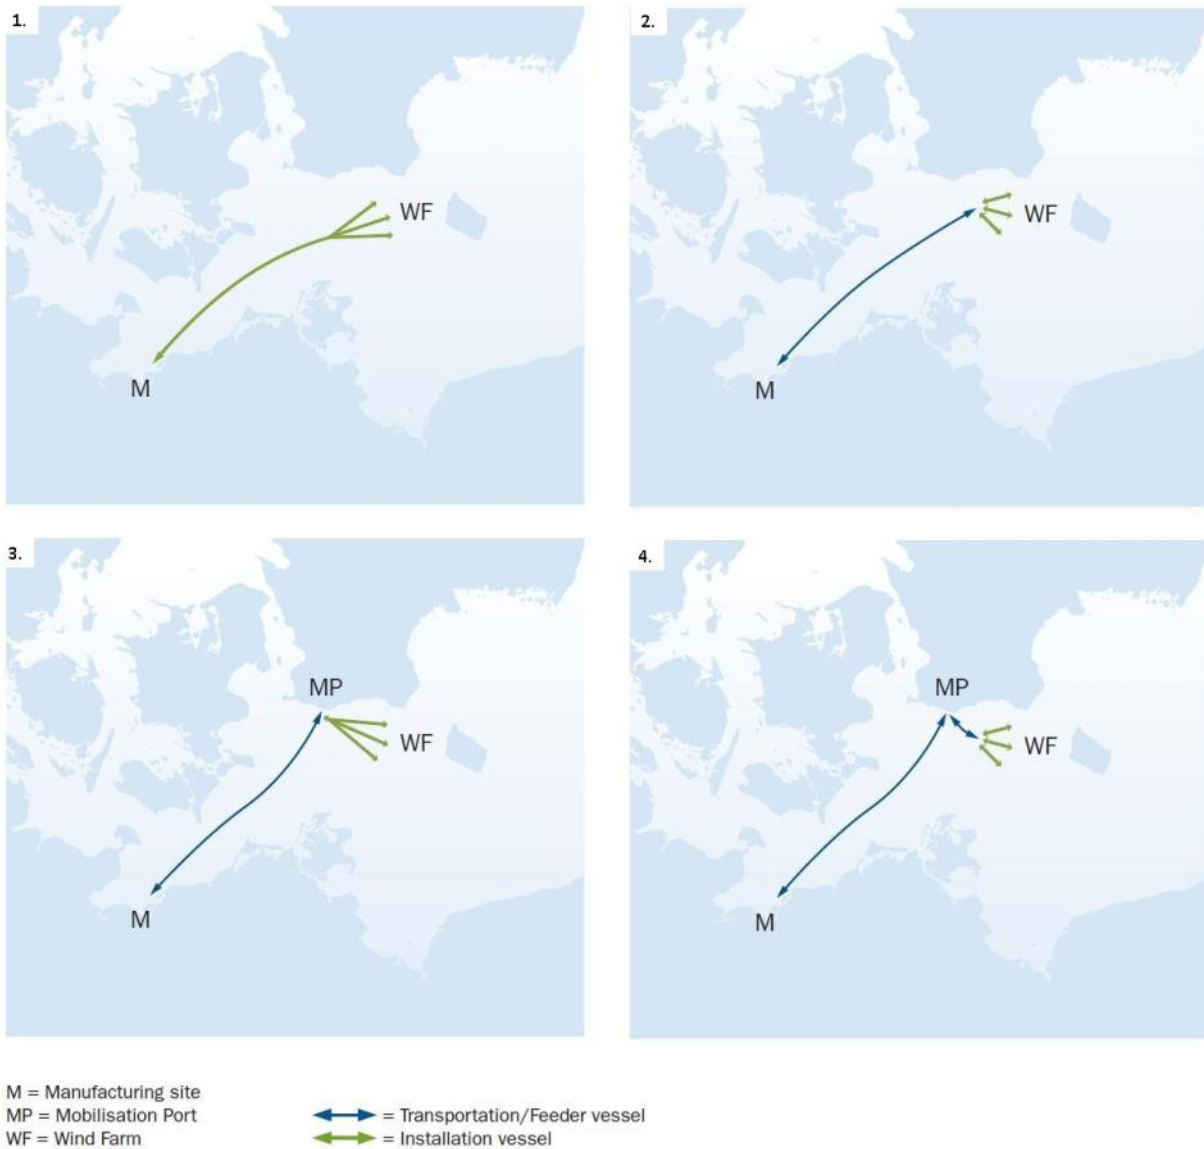 1.
WF
M
2.
WF
M
3.
MP
WF
M
4.
MP
WF
M
M = Manufacturing site
MP = Mobilisation Port
WF = Wind Farm
= Transportation/Feeder vessel
= Installation vessel